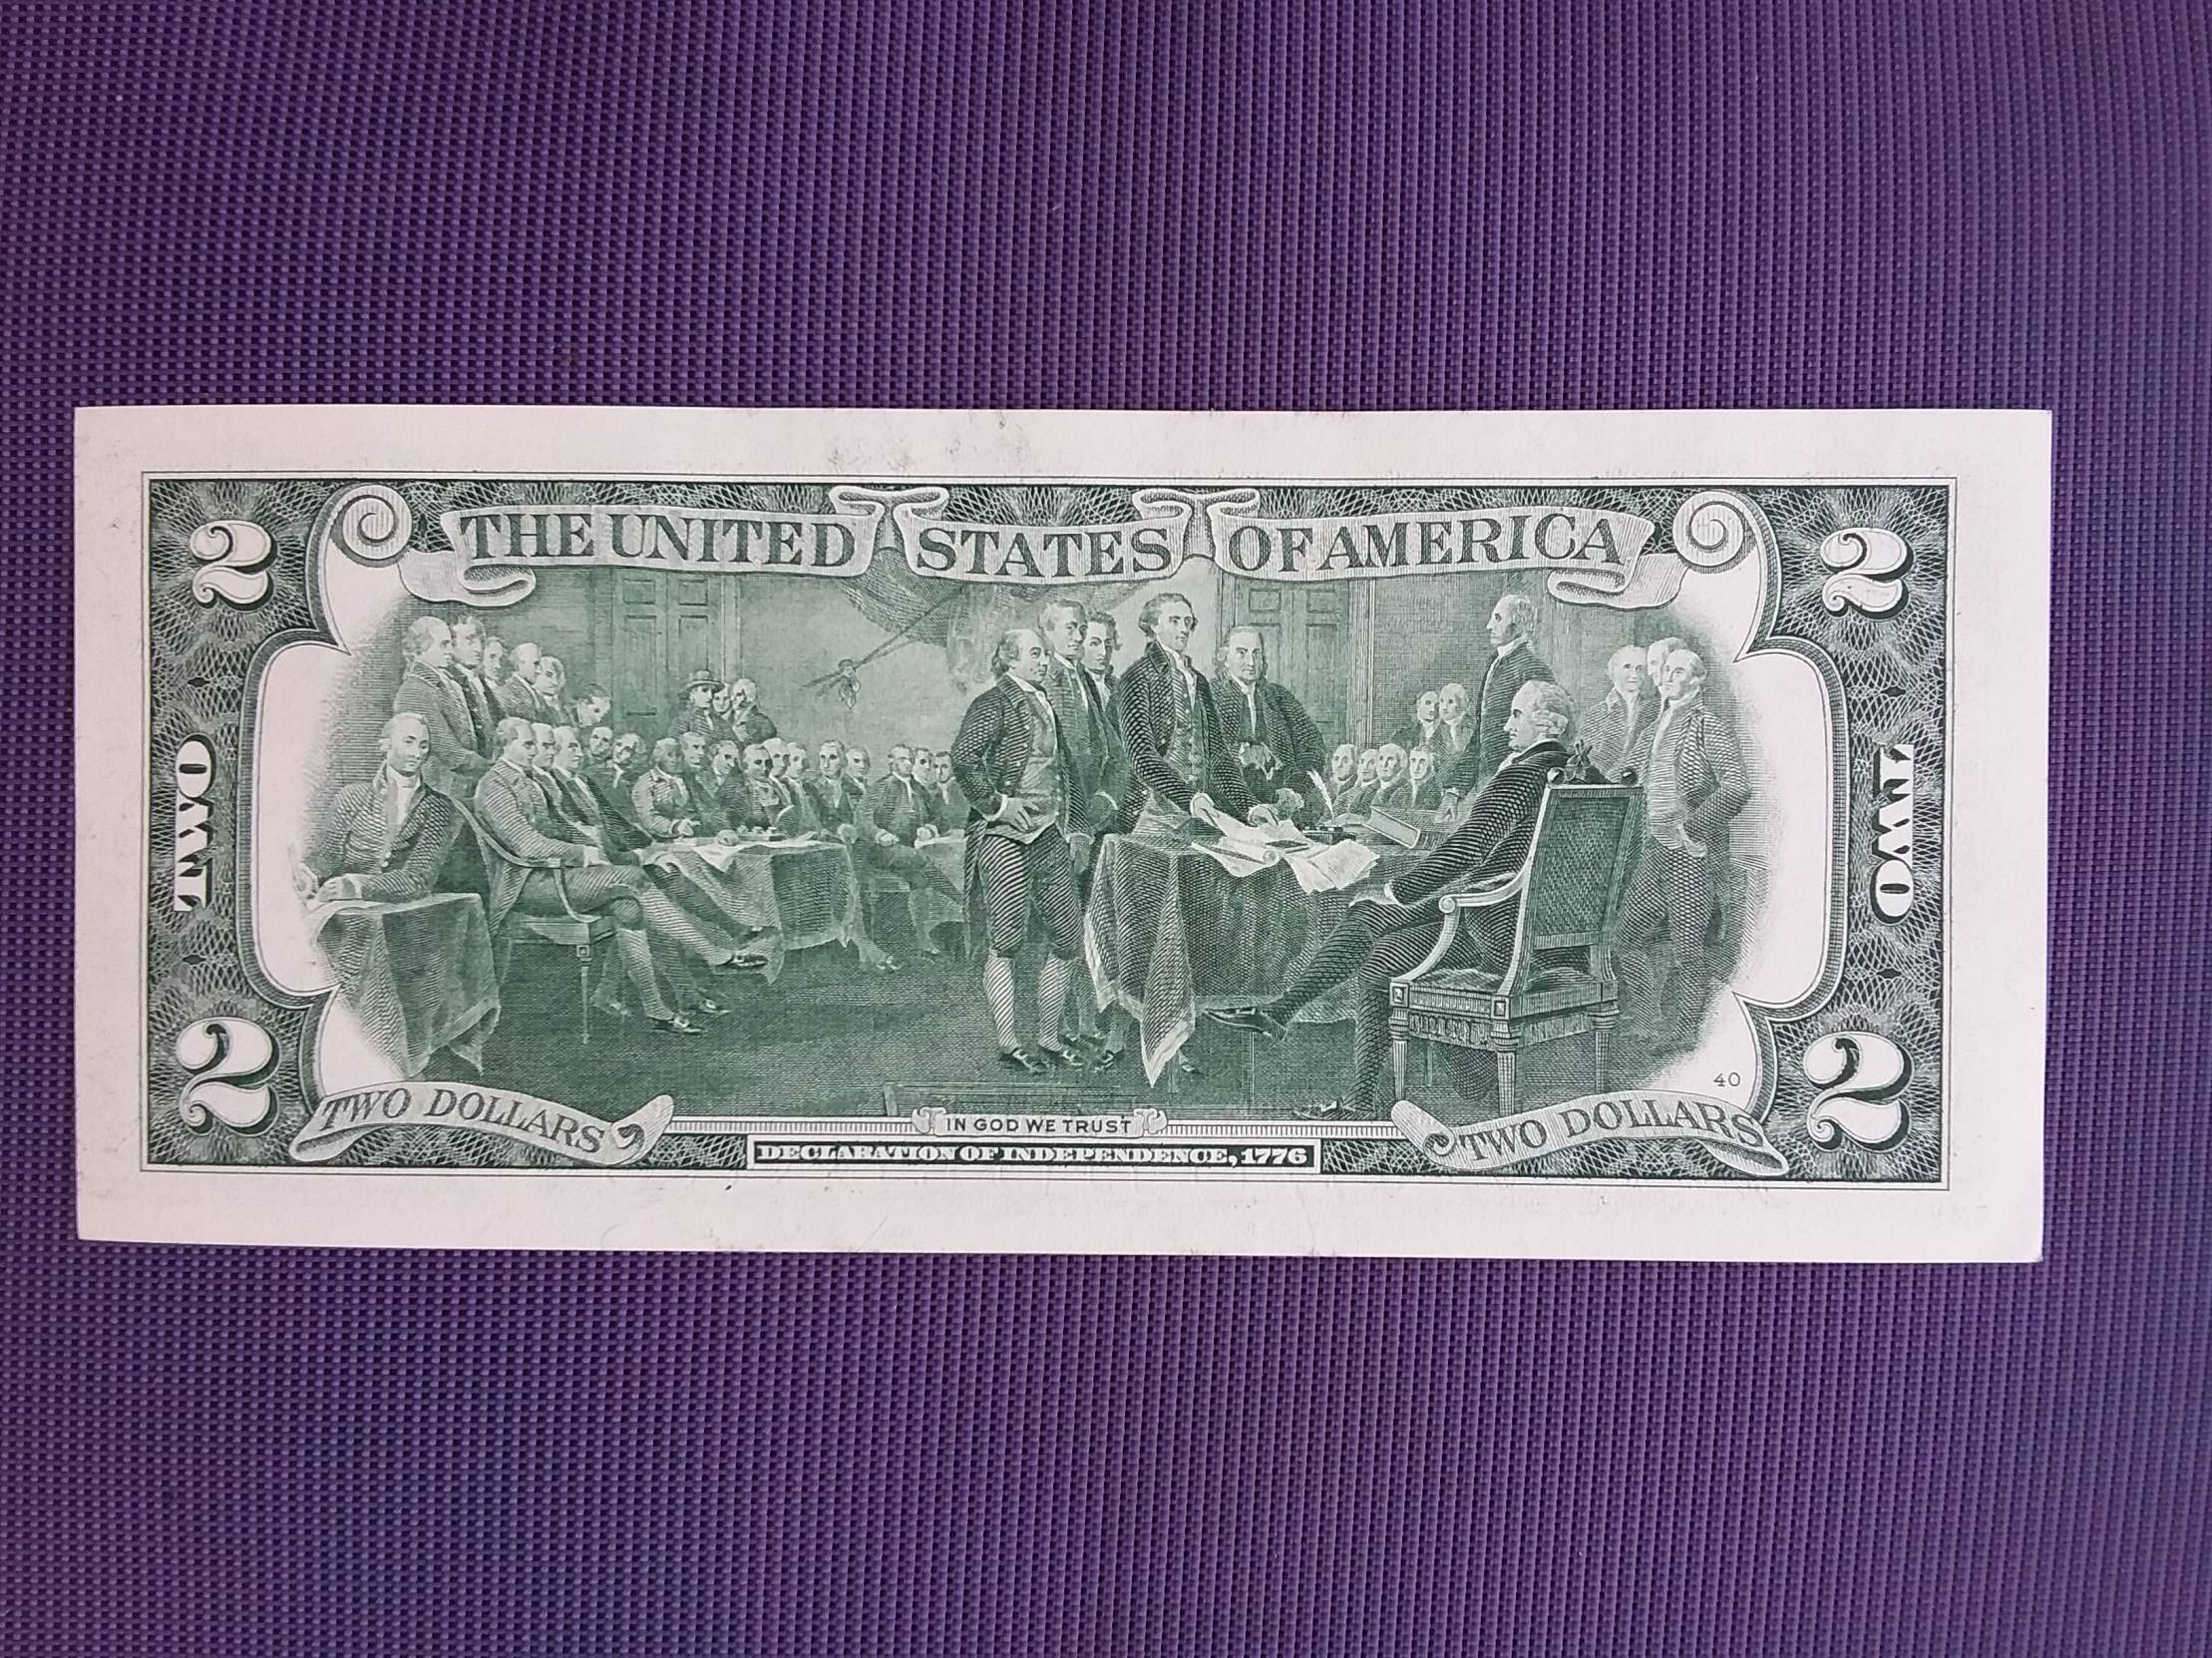 THE UNITED STATES OF AMERICA
2
2
TWO
TWO
2
2
40
TWO DOLLARS
TWO DOLLARS
IN GOD WE TRUST
DECLARATION OF INDEPENDENCE, 1776